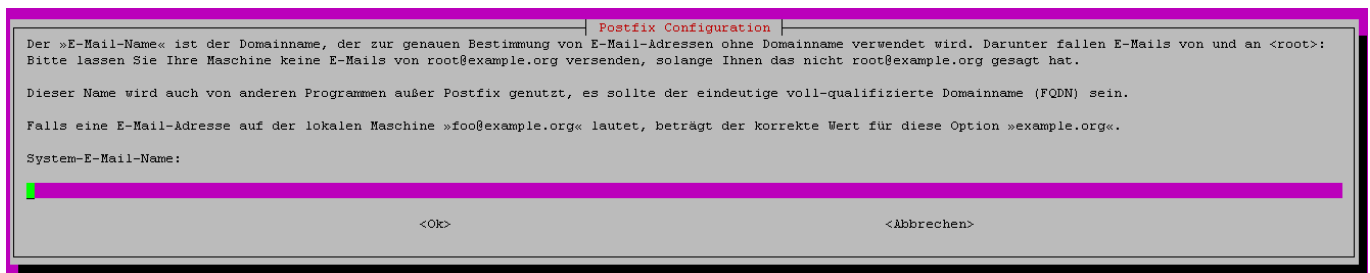 Postfix Configuration
Der »E-Mail-Name« ist der Domainname, der zur genauen Bestimmung von E-Mail-Adressen ohne Domainname verwendet wird. Darunter fallen E-Mails von und an <root>:
Bitte lassen Sie Ihre Maschine keine E-Mails von root@example.org versenden, solange Ihnen das nicht root@example.org gesagt hat.
Dieser Name wird auch von anderen Programmen außer Postfix genutzt, es sollte der eindeutige voll-qualifizierte Domainname (FQDN) sein.
Falls eine E-Mail-Adresse auf der lokalen Maschine »foo@example.org« lautet, beträgt der korrekte Wert für diese Option »example.org«.
System-E-Mail-Name:
<Ok> <Abbrechen>